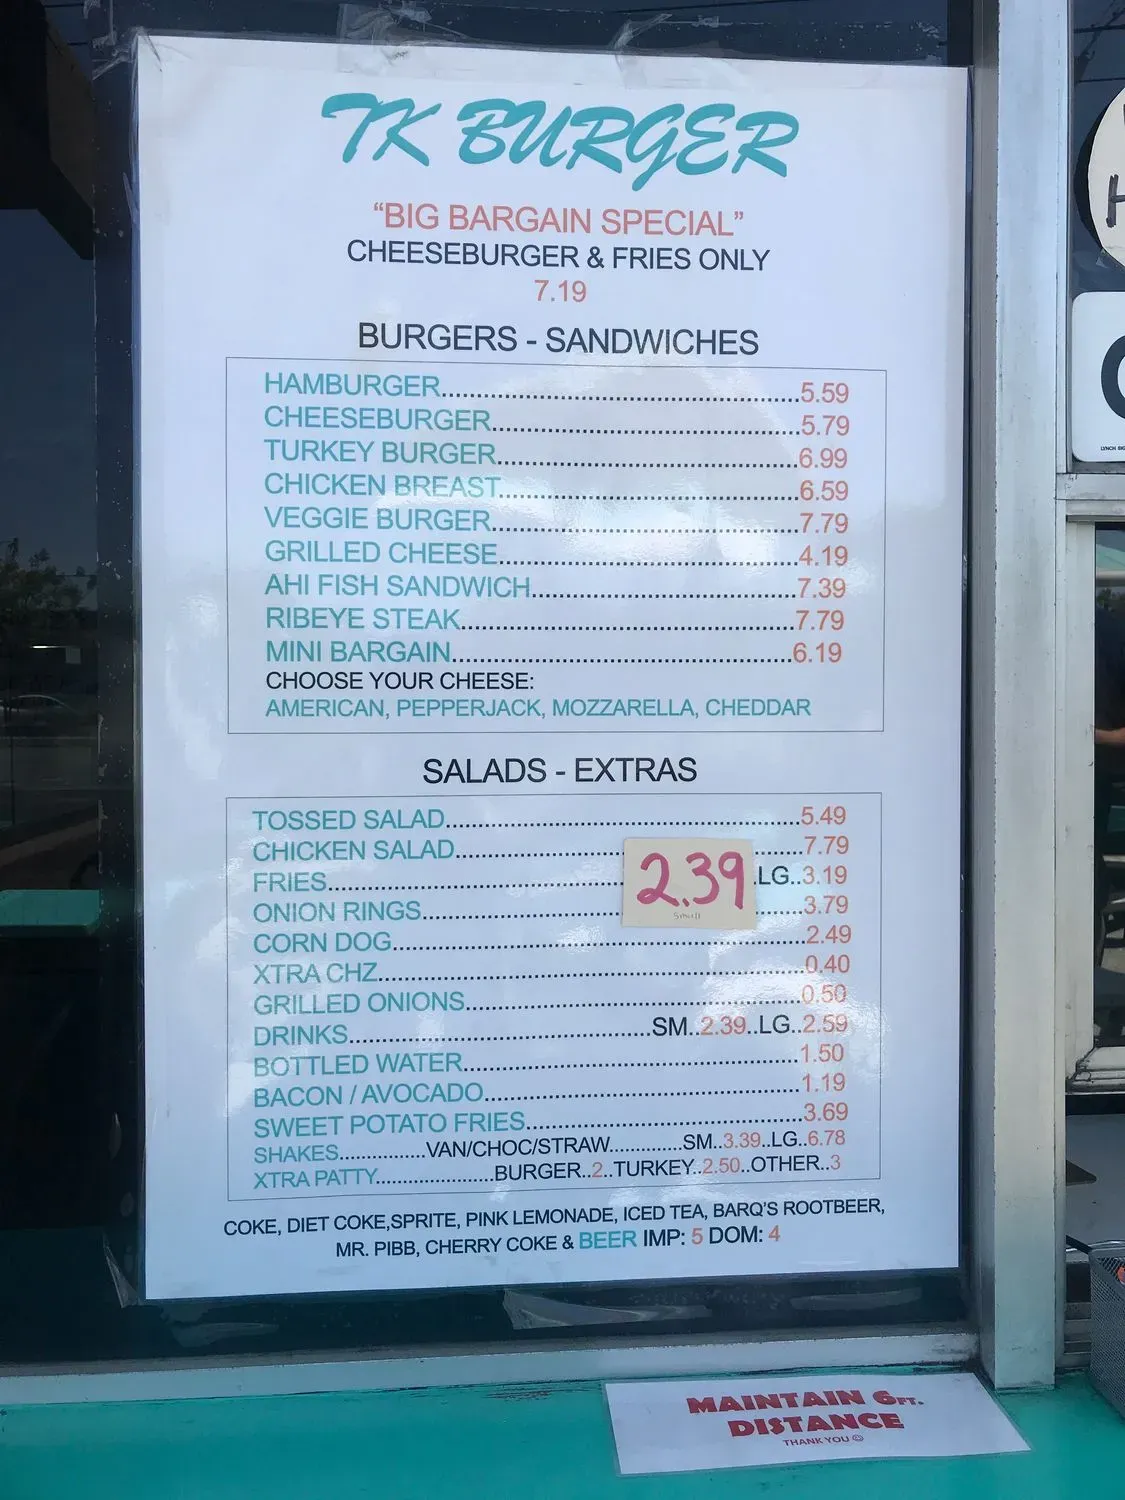 TK BURGER
"BIG BARGAIN SPECIAL"
CHEESEBURGER & FRIES ONLY
7.19
BURGERS - SANDWICHES
HAMBURGER....5.59
CHEESEBURGER....5.79
TURKEY BURGER....6.99
CHICKEN BREAST....6.59
VEGGIE BURGER....7.79
GRILLED CHEESE....4.19
AHI FISH SANDWICH....7.39
RIBEYE STEAK....7.79
MINI BARGAIN....6.19
CHOOSE YOUR CHEESE:
AMERICAN, PEPPERJACK, MOZZARELLA, CHEDDAR
SALADS - EXTRAS
TOSSED SALAD....5.49
CHICKEN SALAD....7.79
FRIES....2.39 small .LG..3.19
ONION RINGS....3.79
CORN DOG....2.49
XTRA CHZ....0.40
GRILLED ONIONS....0.50
DRINKS....SM..2.39..LG..2.59
BOTTLED WATER....1.50
BACON / AVOCADO....1.19
SWEET POTATO FRIES....3.69
SHAKES....VAN/CHOC/STRAW....SM..3.39..LG..6.78
XTRA PATTY....BURGER..2..TURKEY..2.50..OTHER..3
COKE, DIET COKE,SPRITE, PINK LEMONADE, ICED TEA, BARQ'S ROOTBEER,
MR. PIBB, CHERRY COKE & BEER IMP: 5 DOM: 4
MAINTAIN 6FT.
DISTANCE
THANK YOU ☺